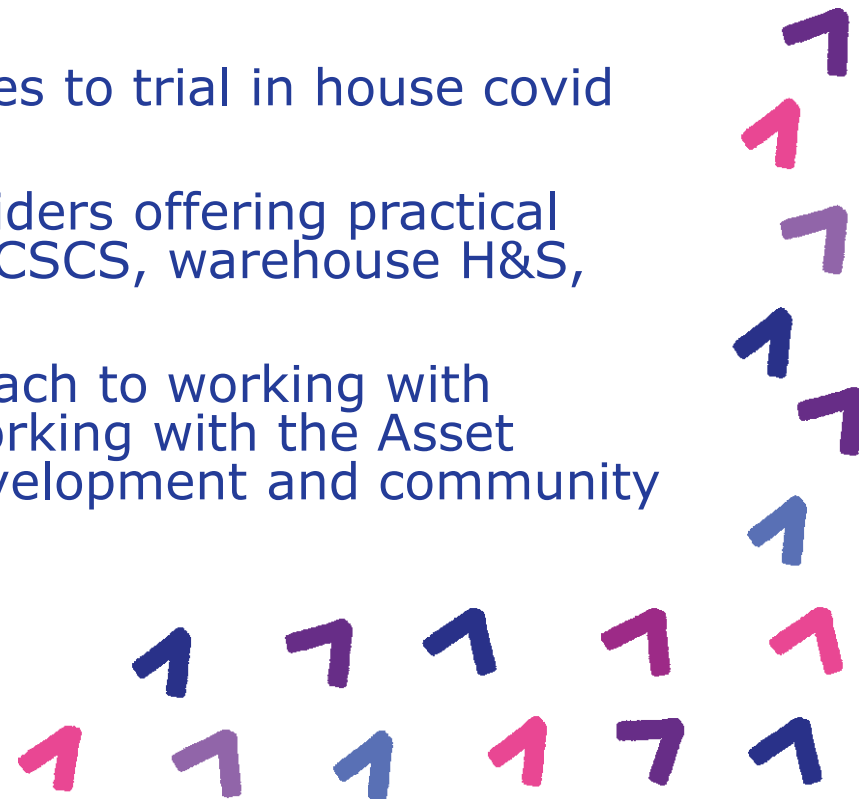 es to trial in house covid
iders offering practical
CSCS, warehouse H&S,
ach to working with
orking with the Asset
velopment and community